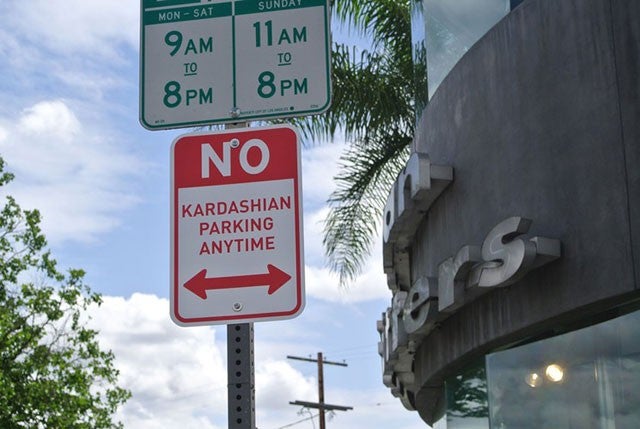 MON - SAT
9AM
TO
8PM
SUNDAY
11AM
TO
8PM
NO
KARDASHIAN
PARKING
ANYTIME